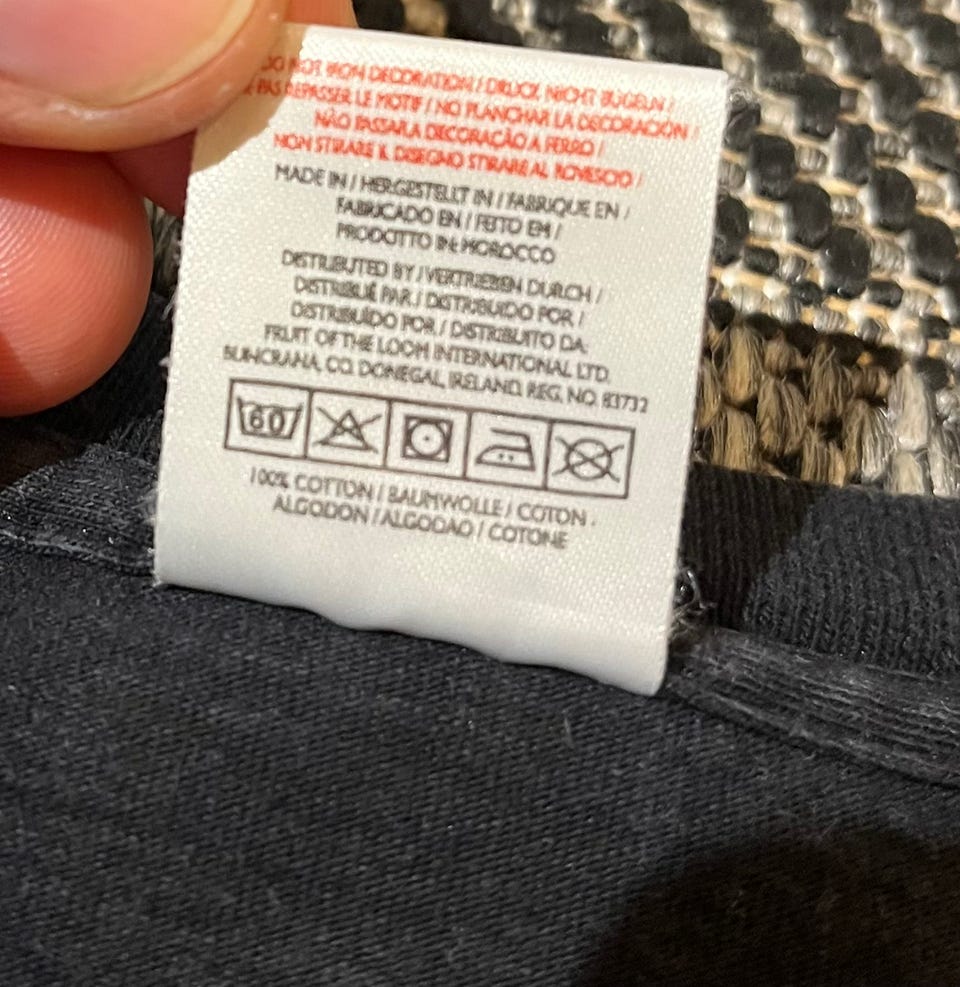 DO NOT IRON DECORATION / DRUCK NICHT BÜGELN /
PAS REPASSER LE MOTIF / NO PLANCHAR LA DECORACION /
NÃO PASSAR A DECORAÇÃO A FERRO /
NON STIRARE IL DISEGNO STIRARE AL ROVESCIO /
MADE IN / HERGESTELLT IN / FABRIQUE EN /
FABRICADO EN / FEITO EM /
PRODOTTO IN: MOROCCO
DISTRIBUTED BY / VERTRIEBEN DURCH /
DISTRIBUÉ PAR / DISTRIBUIDO POR /
DISTRIBUÍDO POR / DISTRIBUITO DA:
FRUIT OF THE LOOM INTERNATIONAL LTD.
BUNCRANA, CO. DONEGAL, IRELAND. REG. NO. 83732
60
100% COTTON / BAUMWOLLE / COTON .
ALGODON / ALGODAO / COTONE